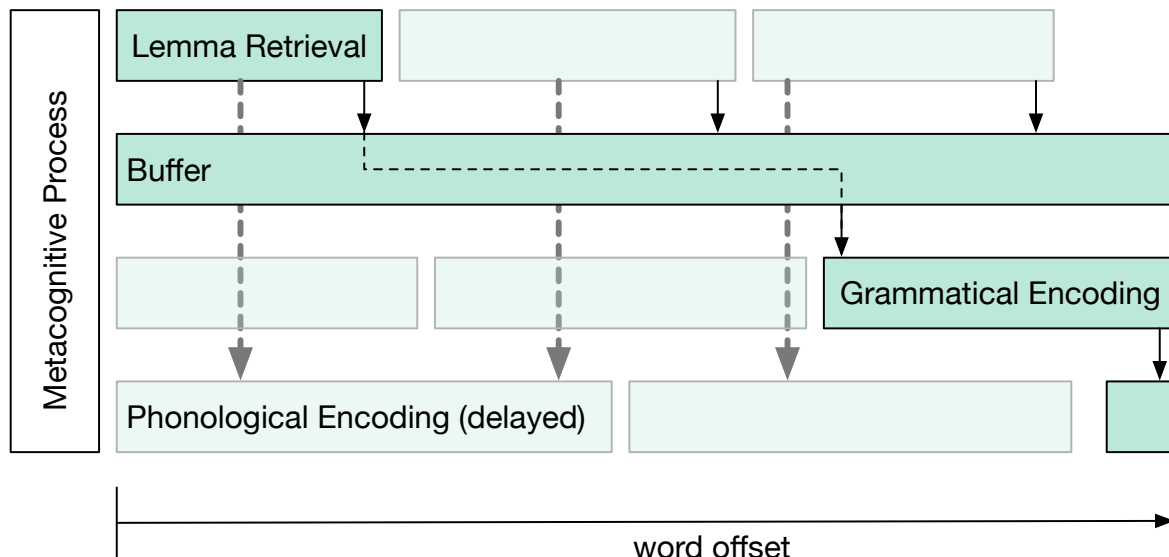 Metacognitive Process
Lemma Retrieval
Buffer
Grammatical Encoding
Phonological Encoding (delayed)
word offset